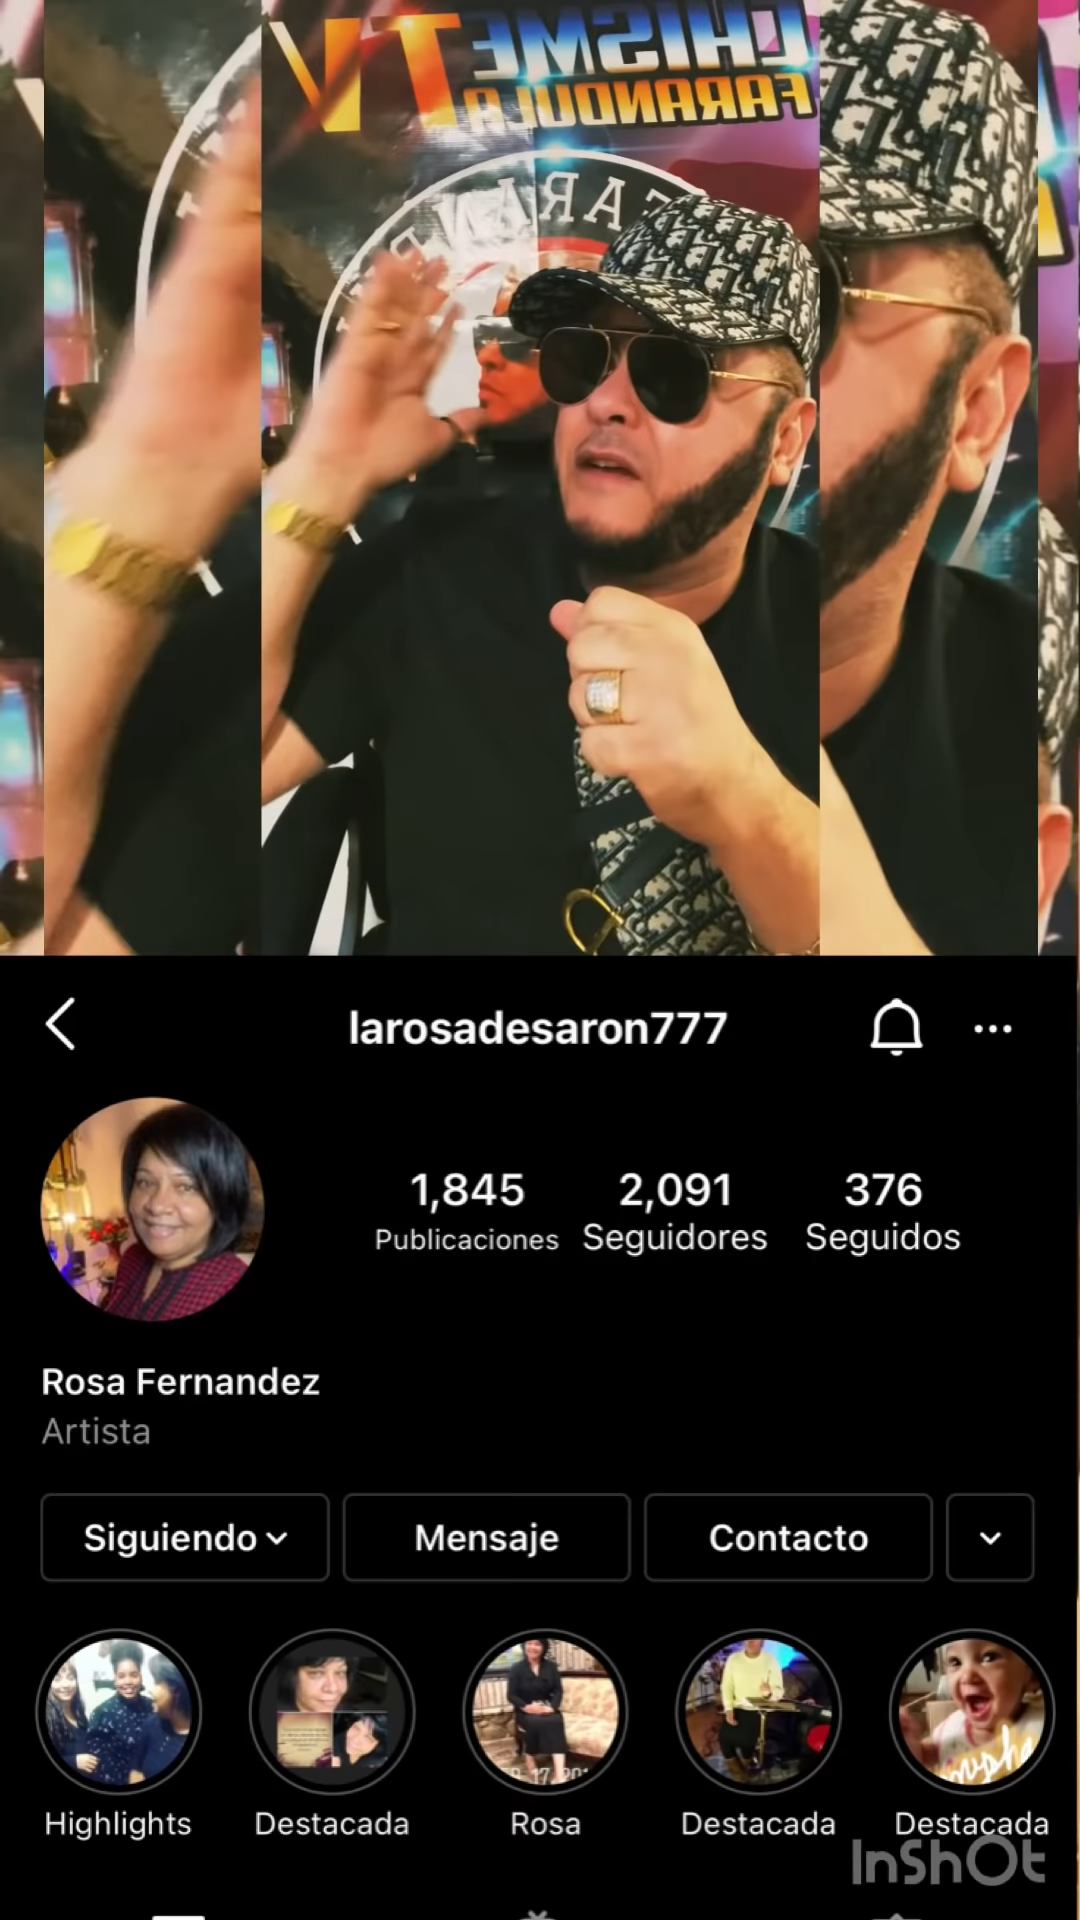 TV CHISME
FARANDULA
FARAN
larosadesaron777
1,845
Publicaciones
2,091
Seguidores
376
Seguidos
Rosa Fernandez
Artista
Siguiendo
Mensaje
Contacto
Highlights
Destacada
Rosa
Destacada
Destacada
InShOt